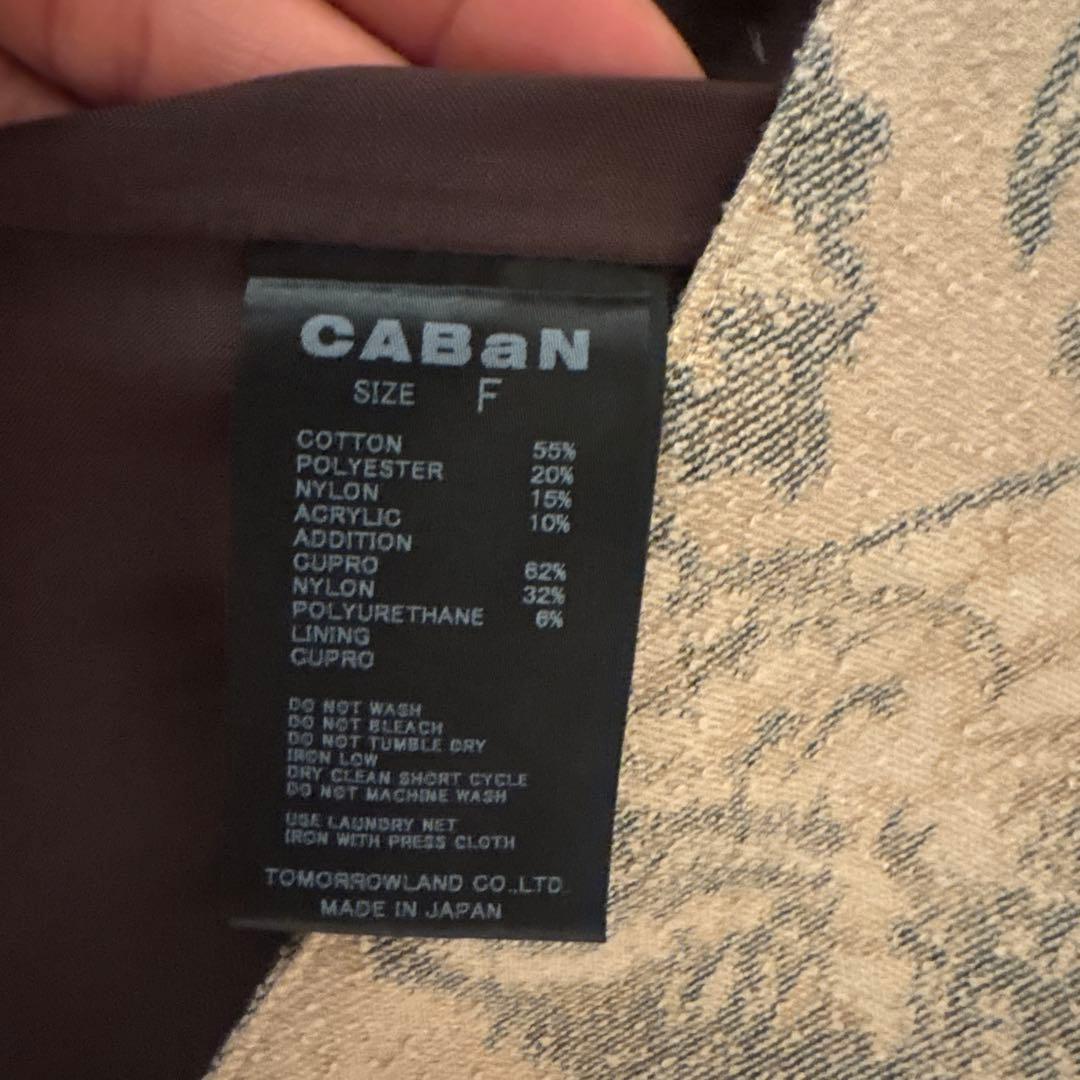 CABaN
SIZE F
COTTON 55%
POLYESTER 20%
NYLON 15%
ACRYLIC 10%
ADDITION
CUPRO 62%
NYLON 32%
POLYURETHANE 6%
LINING
CUPRO
DO NOT WASH
DO NOT BLEACH
DO NOT TUMBLE DRY
IRON LOW
DRY CLEAN SHORT CYCLE
DO NOT MACHINE WASH
USE LAUNDRY NET
IRON WITH PRESS CLOTH
TOMORROWLAND CO.,LTD.
MADE IN JAPAN